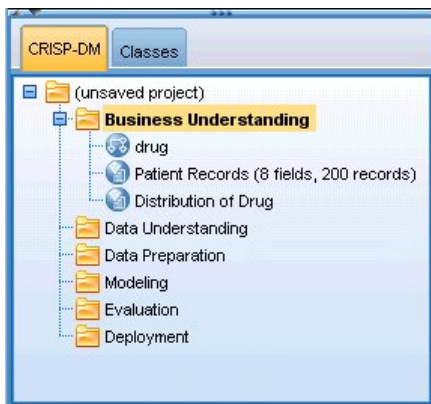 CRISP-DM Classes
(unsaved project)
Business Understanding
drug
Patient Records (8 fields, 200 records)
Distribution of Drug
Data Understanding
Data Preparation
Modeling
Evaluation
Deployment